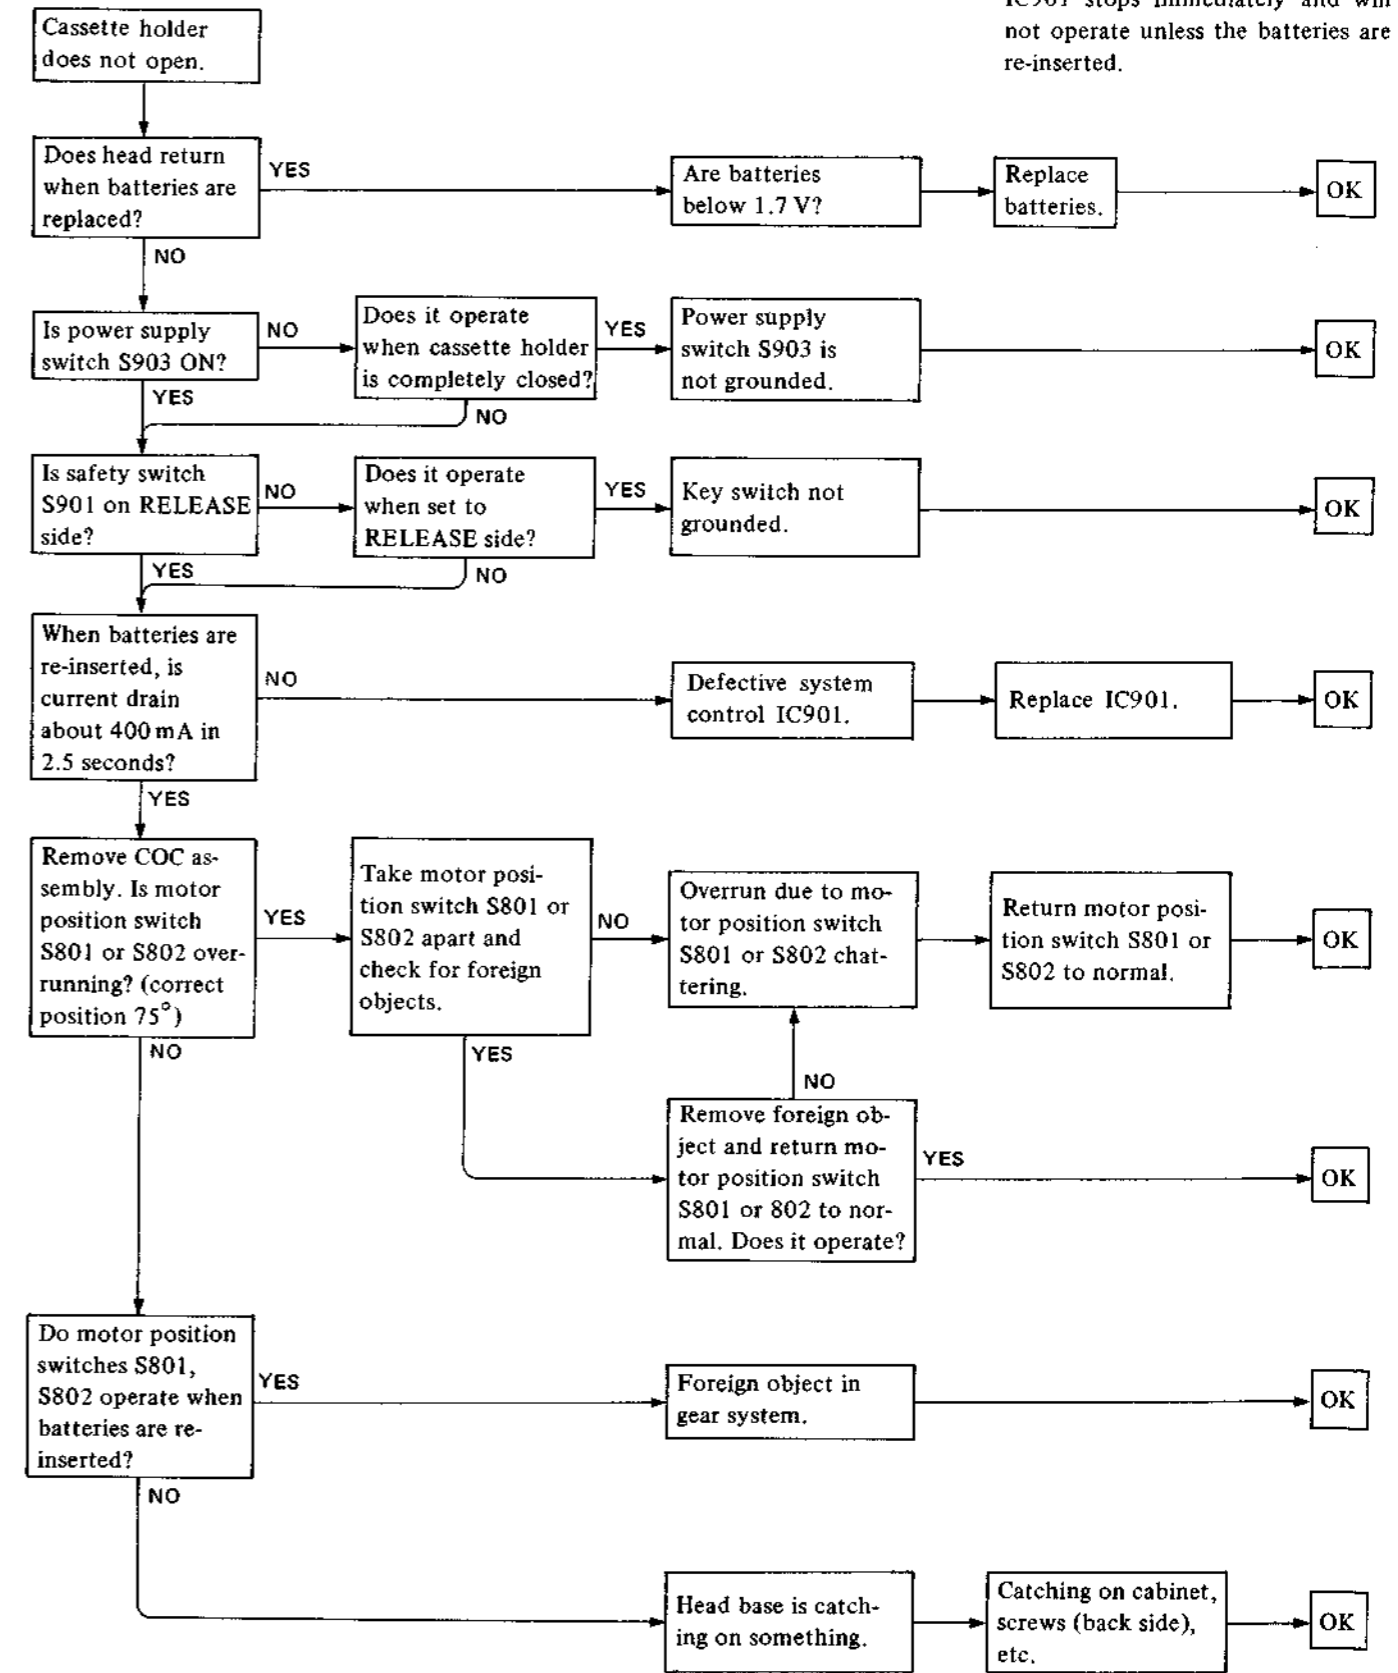 IC901 stops immediately and will
not operate unless the batteries are
re-inserted.
Cassette holder
does not open.
Does head return
when batteries are
replaced?
YES
Are batteries
below 1.7 V?
Replace
batteries.
OK
NO
Is power supply
switch S903 ON?
NO
Does it operate
when cassette holder
is completely closed?
YES
Power supply
switch S903 is
not grounded.
OK
YES
NO
Is safety switch
S901 on RELEASE
side?
NO
Does it operate
when set to
RELEASE side?
YES
Key switch not
grounded.
OK
YES
NO
When batteries are
re-inserted, is
current drain
about 400 mA in
2.5 seconds?
NO
Defective system
control IC901.
Replace IC901.
OK
YES
Remove COC as-
sembly. Is motor
position switch
S801 or S802 over-
running? (correct
position 75°)
YES
Take motor posi-
tion switch S801 or
S802 apart and
check for foreign
objects.
NO
Overrun due to mo-
tor position switch
S801 or S802 chat-
tering.
Return motor posi-
tion switch S801 or
S802 to normal.
OK
NO
YES
NO
Remove foreign ob-
ject and return mo-
tor position switch
S801 or 802 to nor-
mal. Does it operate?
YES
OK
Do motor position
switches S801,
S802 operate when
batteries are re-
inserted?
YES
Foreign object in
gear system.
OK
NO
Head base is catch-
ing on something.
Catching on cabinet,
screws (back side),
etc.
OK